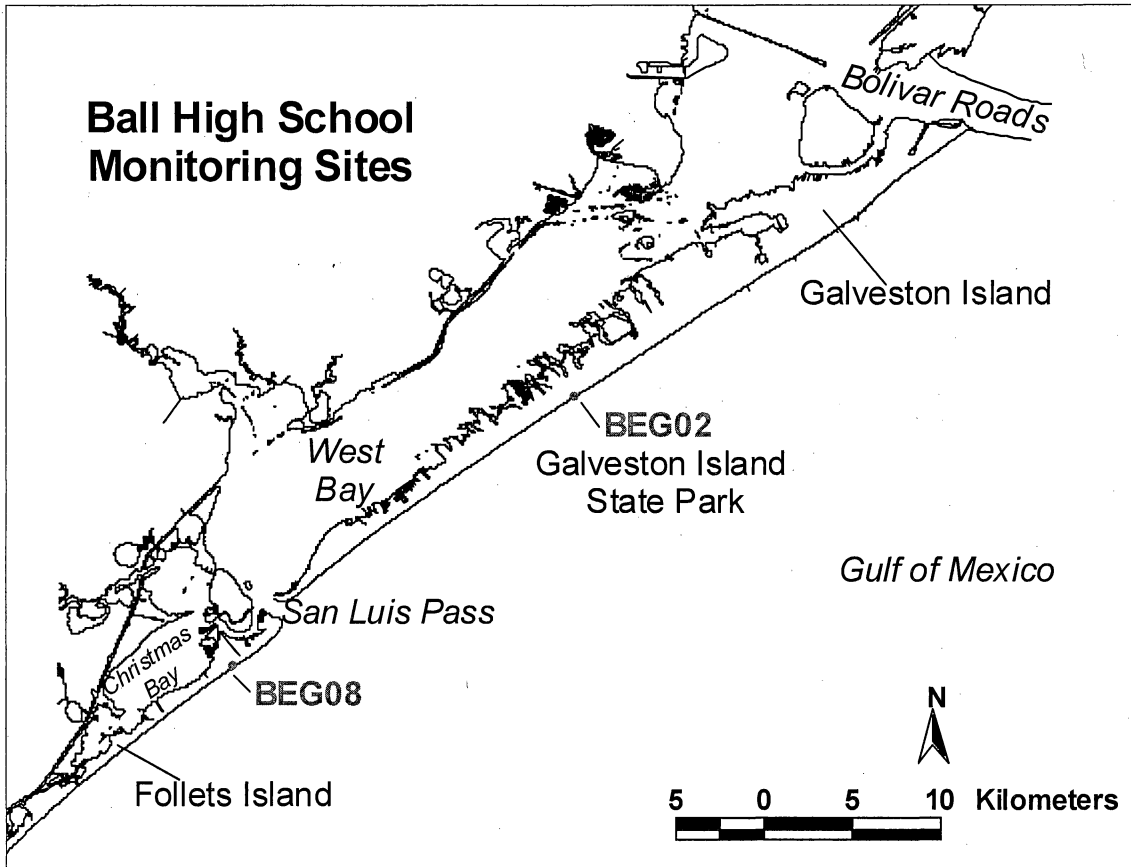 Ball High School
Monitoring Sites
Bolivar Roads
Galveston Island
BEG02
Galveston Island
State Park
West
Bay
Gulf of Mexico
San Luis Pass
Christmas
Bay
BEG08
Follets Island
N
5 0 5 10 Kilometers